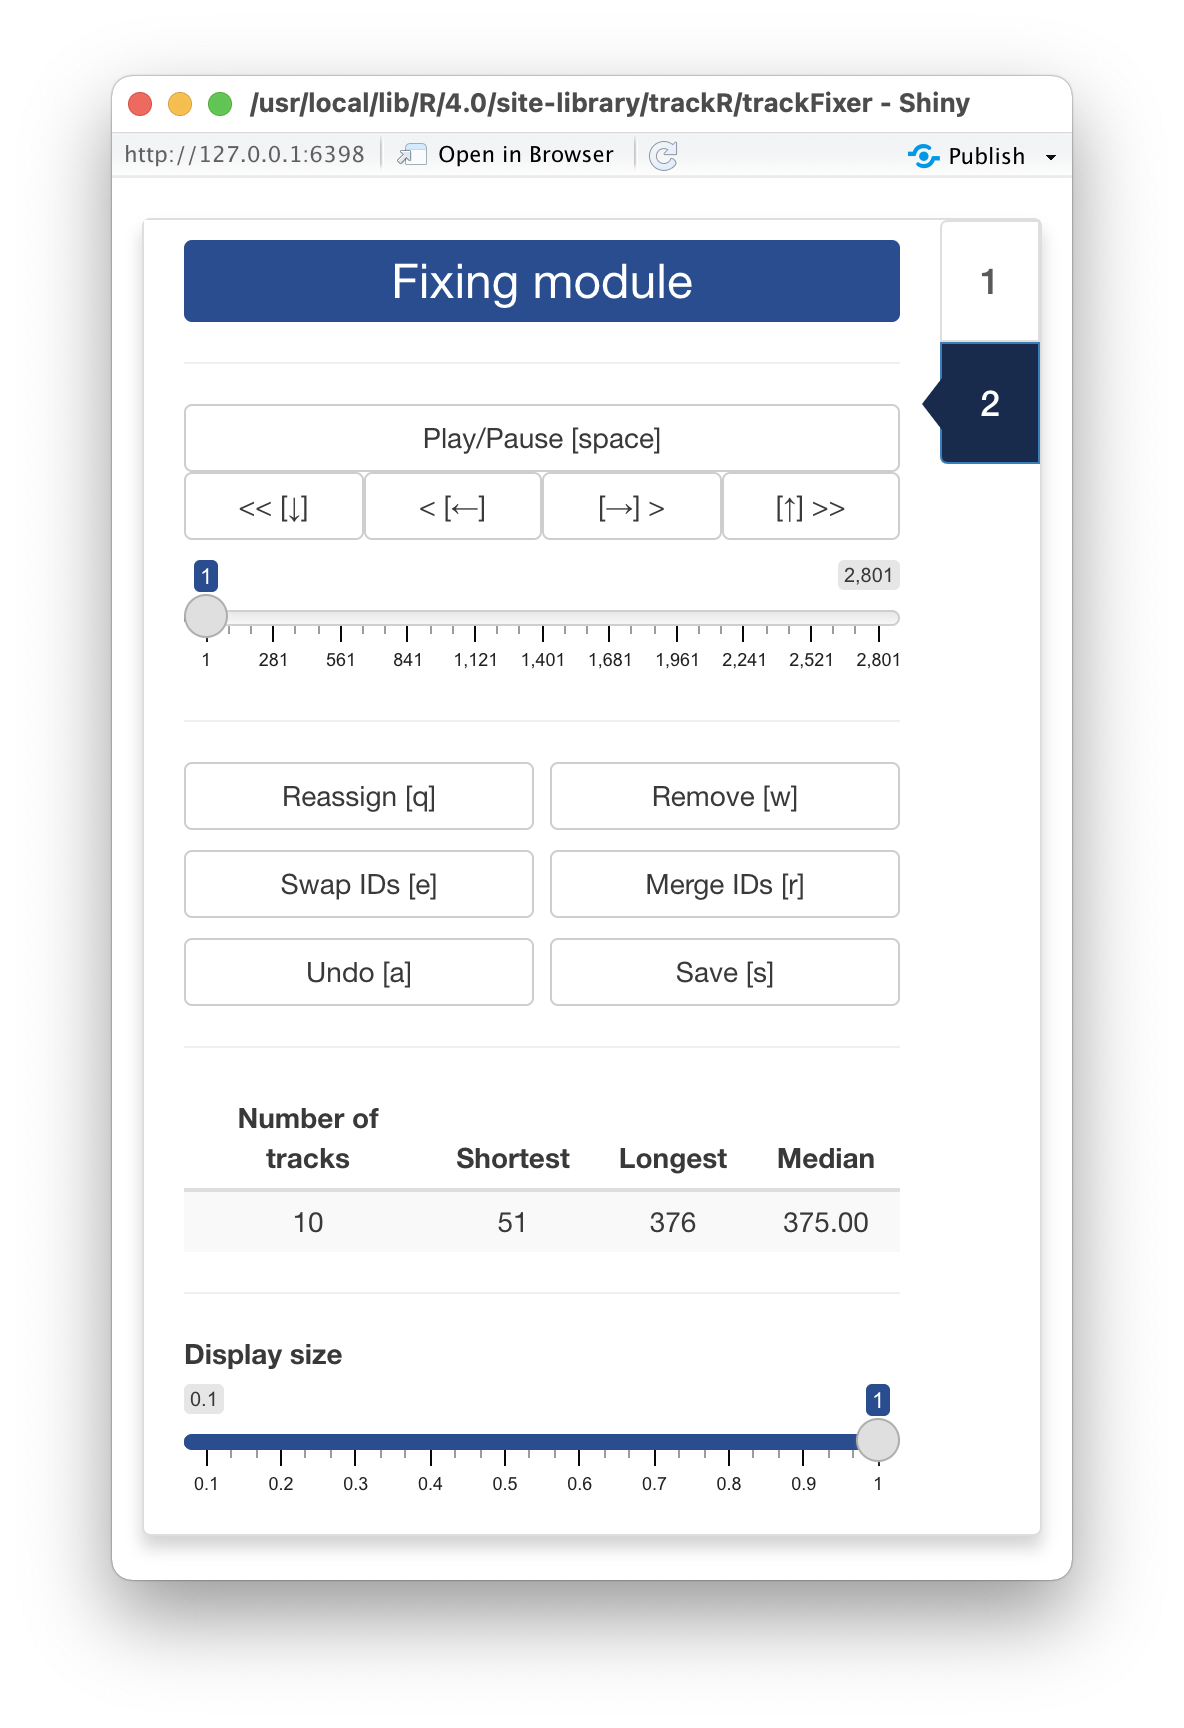 /usr/local/lib/R/4.0/site-library/trackR/trackFixer - Shiny
http://127.0.0.1:6398 Open in Browser Publish
Fixing module
1
2
Play/Pause [space]
<< [↓] < [←] [→] > [↑] >>
1 2,801
1 281 561 841 1,121 1,401 1,681 1,961 2,241 2,521 2,801
Reassign [q] Remove [w]
Swap IDs [e] Merge IDs [r]
Undo [a] Save [s]
Number of
tracks Shortest Longest Median
10 51 376 375.00
Display size
0.1 1
0.1 0.2 0.3 0.4 0.5 0.6 0.7 0.8 0.9 1